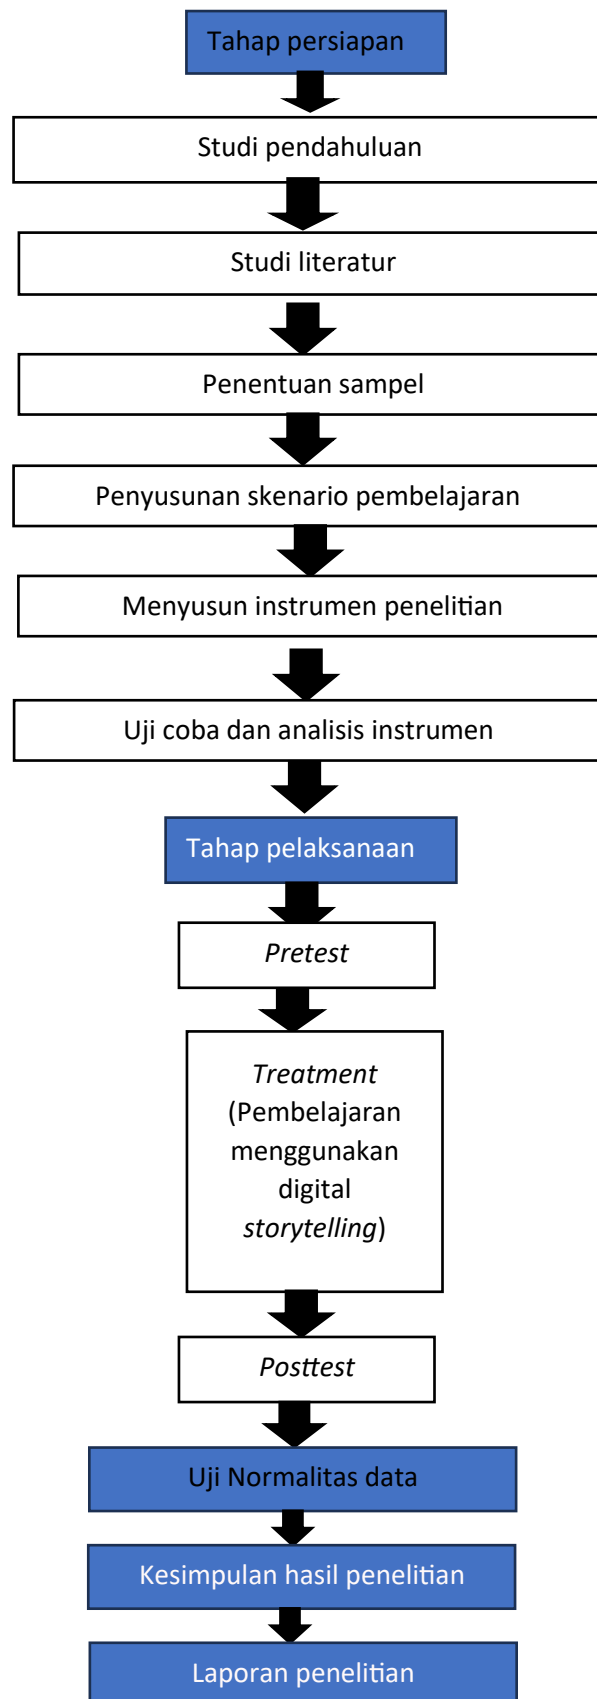 Tahap persiapan
Studi pendahuluan
Studi literatur
Penentuan sampel
Penyusunan skenario pembelajaran
Menyusun instrumen penelitian
Uji coba dan analisis instrumen
Tahap pelaksanaan
Pretest
Treatment
(Pembelajaran
menggunakan
digital
storytelling)
Posttest
Uji Normalitas data
Kesimpulan hasil penelitian
Laporan penelitian